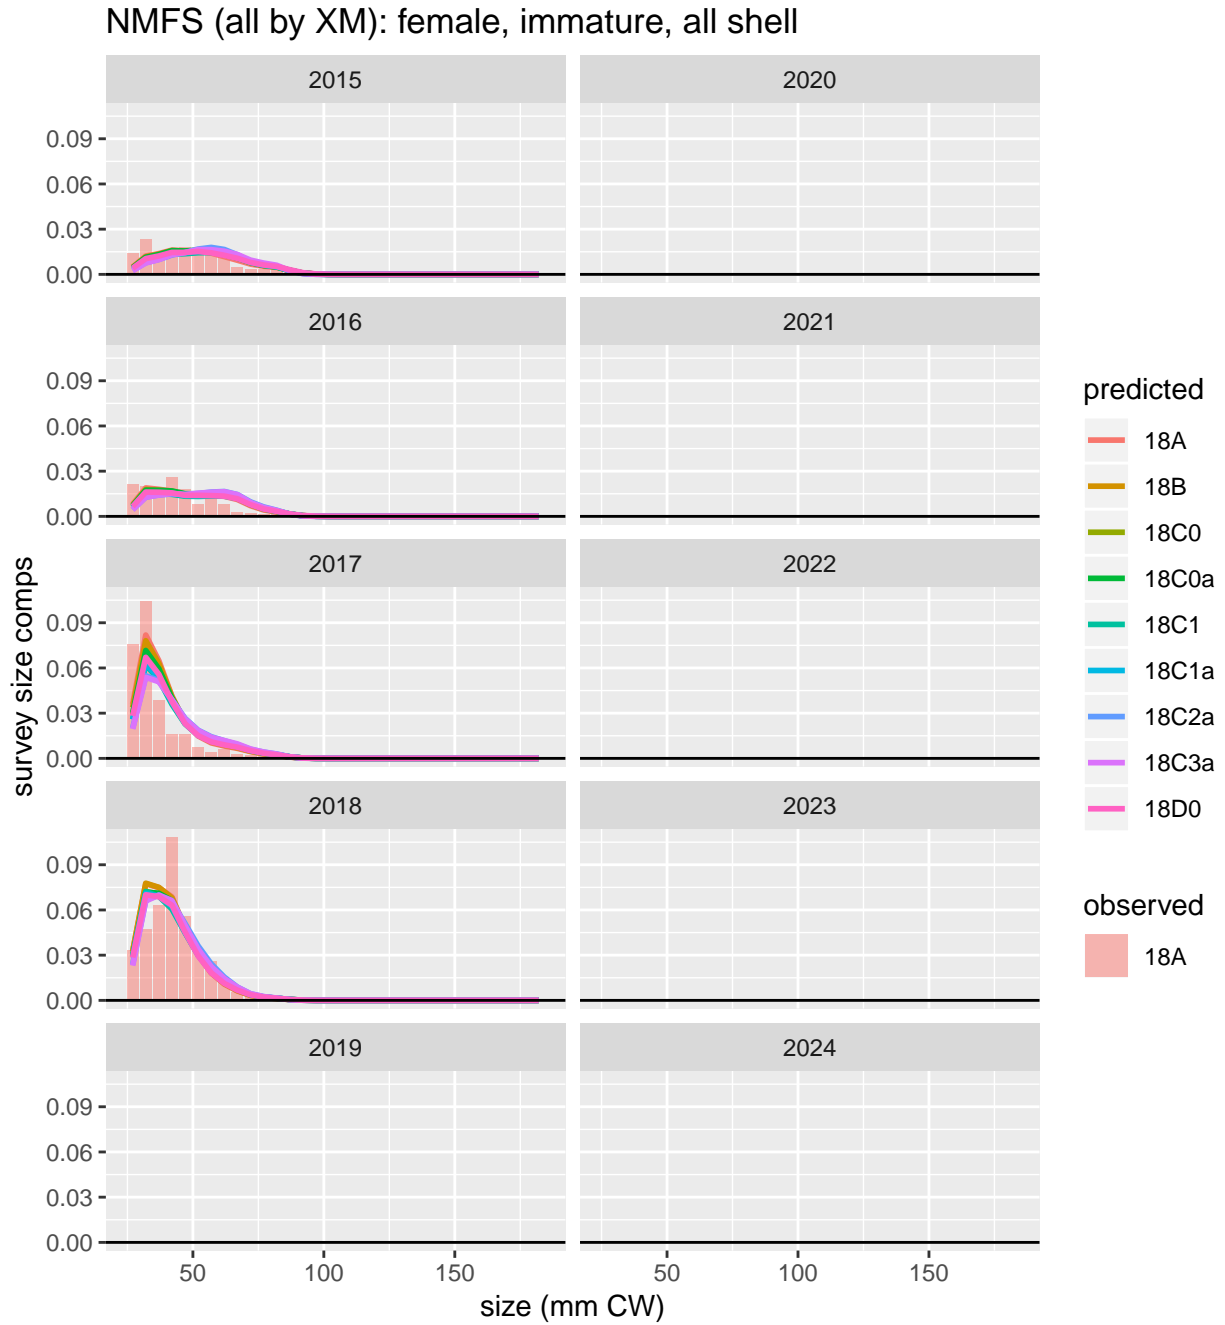 NMFS (all by XM): female, immature, all shell
2015 2020
0.09
0.06
0.03
0.00
2016 2021
0.09
0.06
0.03
0.00
2017 2022
0.09
0.06
0.03
0.00
2018 2023
0.09
0.06
0.03
0.00
2019 2024
0.09
0.06
0.03
0.00
50 100 150 50 100 150
size (mm CW)
survey size comps
predicted
18A
18B
18C0
18C0a
18C1
18C1a
18C2a
18C3a
18D0
observed
18A